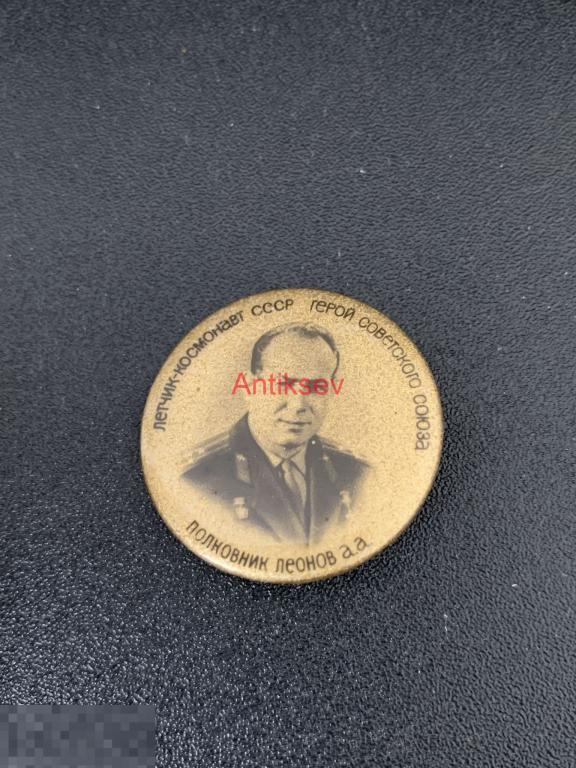 летчик-космонавт СССР герой советского союза
Antiksev
полковник леонов а.а.